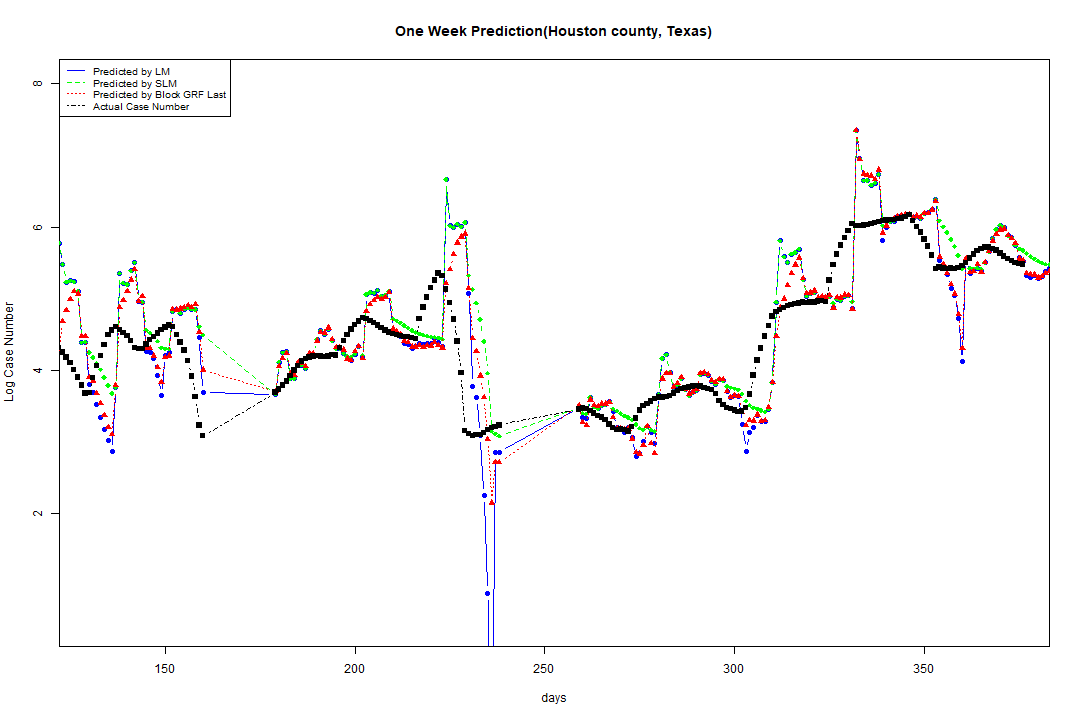 One Week Prediction(Houston county, Texas)
Predicted by LM
Predicted by SLM
Predicted by Block GRF Last
Actual Case Number
Log Case Number
8
6
4
2
150 200 250 300 350
days